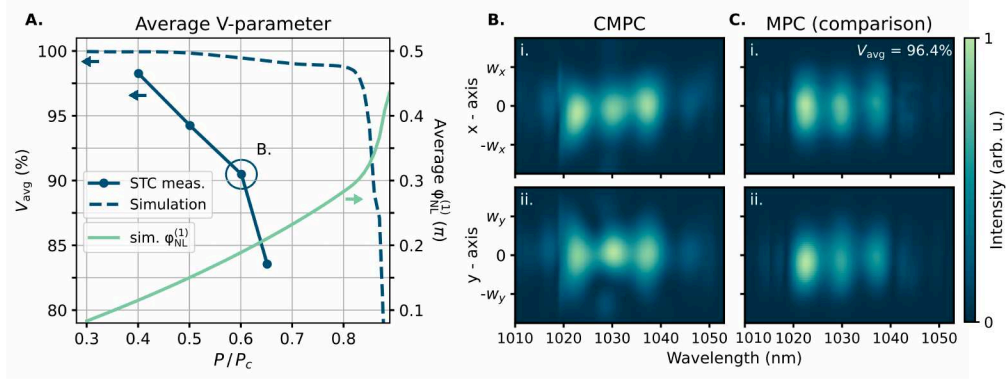 A.
Average V-parameter
100
95
90
85
80
V_avg (%)
0.3 0.4 0.5 0.6 0.7 0.8
P/P_c
0.5
0.4
0.3
0.2
0.1
Average φ_NL^(1) (π)
B.
STC meas.
Simulation
sim. φ_NL^(1)
B.
CMPC
i.
w_x
0
-w_x
x - axis
ii.
w_y
0
-w_y
y - axis
1010 1020 1030 1040 1050
C.
MPC (comparison)
i.
V_avg = 96.4%
ii.
1010 1020 1030 1040 1050
Wavelength (nm)
1
0
Intensity (arb. u.)